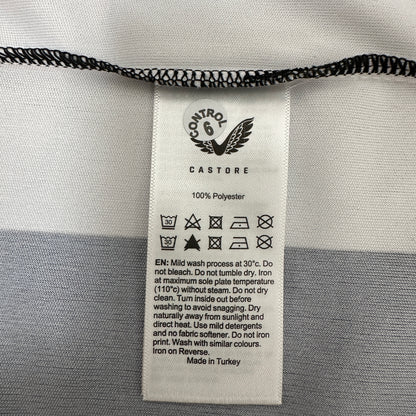 CONTROL
6
CASTORE
100% Polyester
30
30
EN: Mild wash process at 30°c. Do
not bleach. Do not tumble dry. Iron
at maximum sole plate temperature
(110°c) without steam. Do not dry
clean. Turn inside out before
washing to avoid snagging. Dry
naturally away from sunlight and
direct heat. Use mild detergents
and no fabric softener. Do not iron
print. Wash with similar colours.
Iron on Reverse.
Made in Turkey